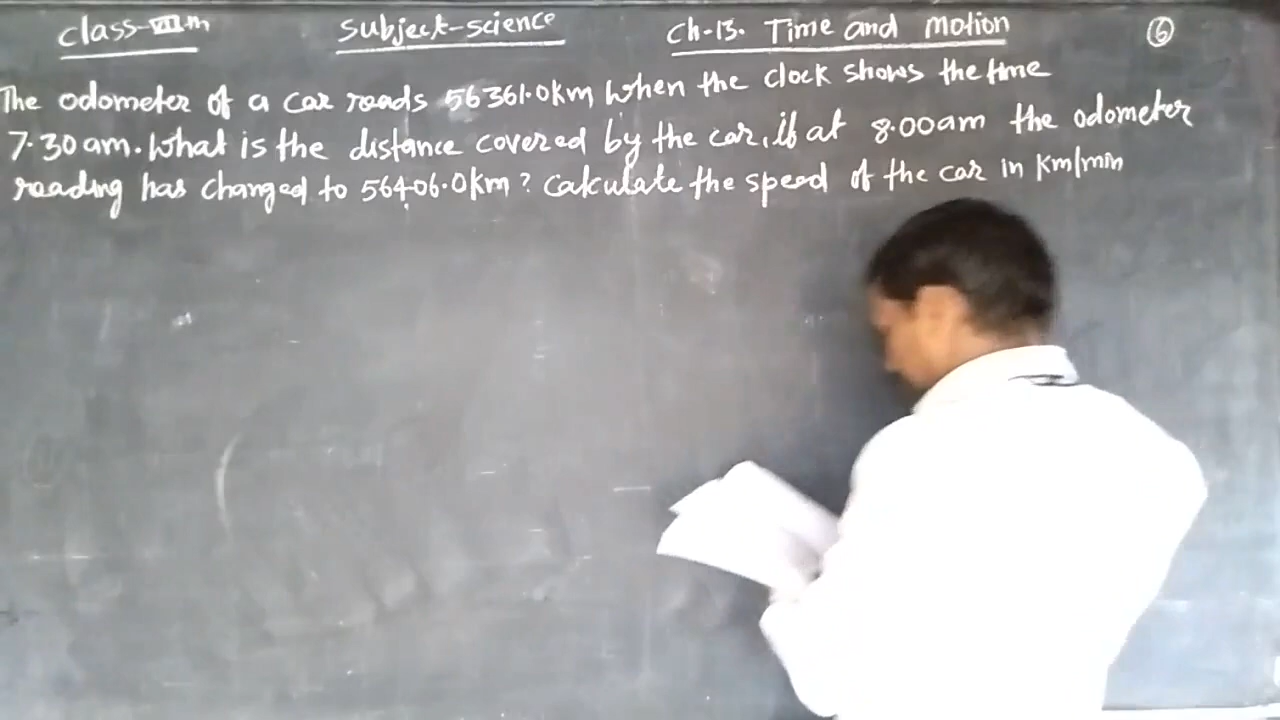 class-VIIth subject-science Ch-13. Time and Motion 6
The odometer of a car reads 56361.0km when the clock shows the time
7.30am. What is the distance covered by the car, if at 8.00am the odometer
reading has changed to 56406.0km? Calculate the speed of the car in km/min